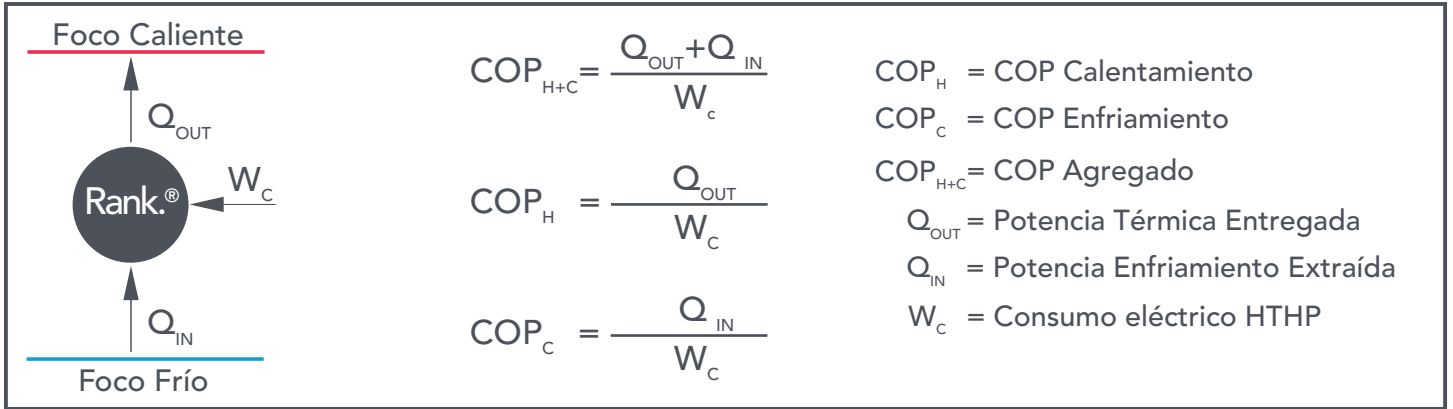 Foco Caliente
Q_OUT
Rank.®
W_C
Q_IN
Foco Frío
COP_H+C = Q_OUT+Q_IN / W_c
COP_H = Q_OUT / W_C
COP_C = Q_IN / W_C
COP_H = COP Calentamiento
COP_C = COP Enfriamiento
COP_H+C = COP Agregado
Q_OUT = Potencia Térmica Entregada
Q_IN = Potencia Enfriamiento Extraída
W_C = Consumo eléctrico HTHP